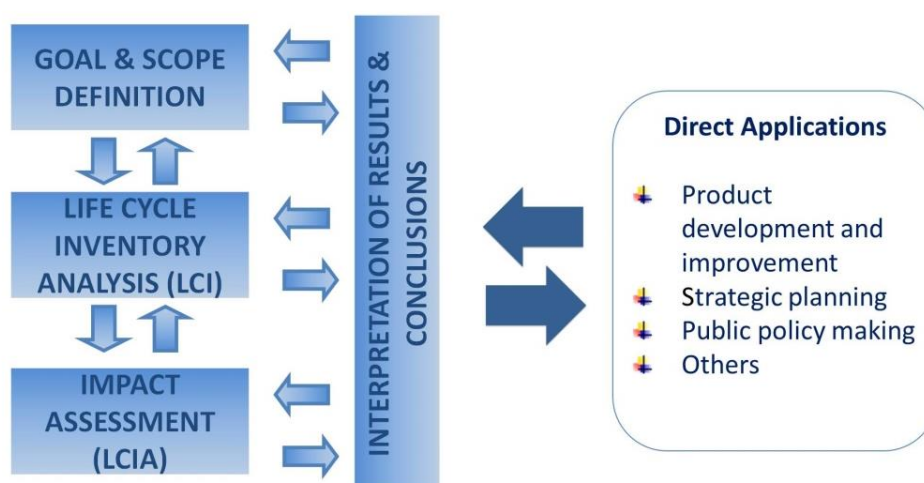 GOAL & SCOPE
DEFINITION
LIFE CYCLE
INVENTORY
ANALYSIS (LCI)
IMPACT
ASSESSMENT
(LCIA)
INTERPRETATION OF RESULTS &
CONCLUSIONS
Direct Applications
Product
development and
improvement
Strategic planning
Public policy making
Others